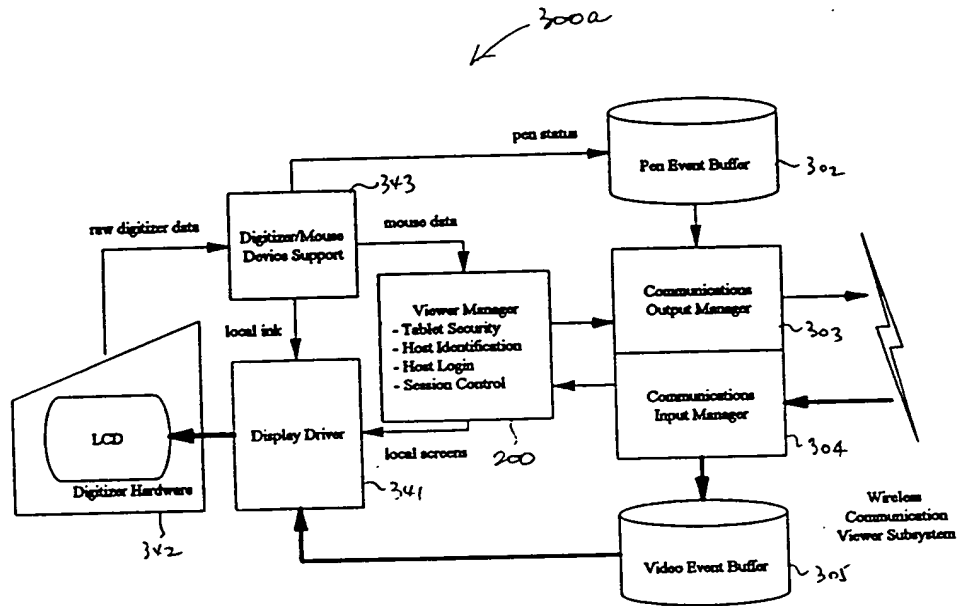 300a
pen status
Pen Event Buffer
302
343
raw digitizer data
Digitizer/Mouse
Device Support
mouse data
Viewer Manager
- Tablet Security
- Host Identification
- Host Login
- Session Control
Communications
Output Manager
303
local ink
Communications
Input Manager
304
LCD
Digitizer Hardware
342
Display Driver
341
local screens
200
Wireless
Communication
Viewer Subsystem
Video Event Buffer
305